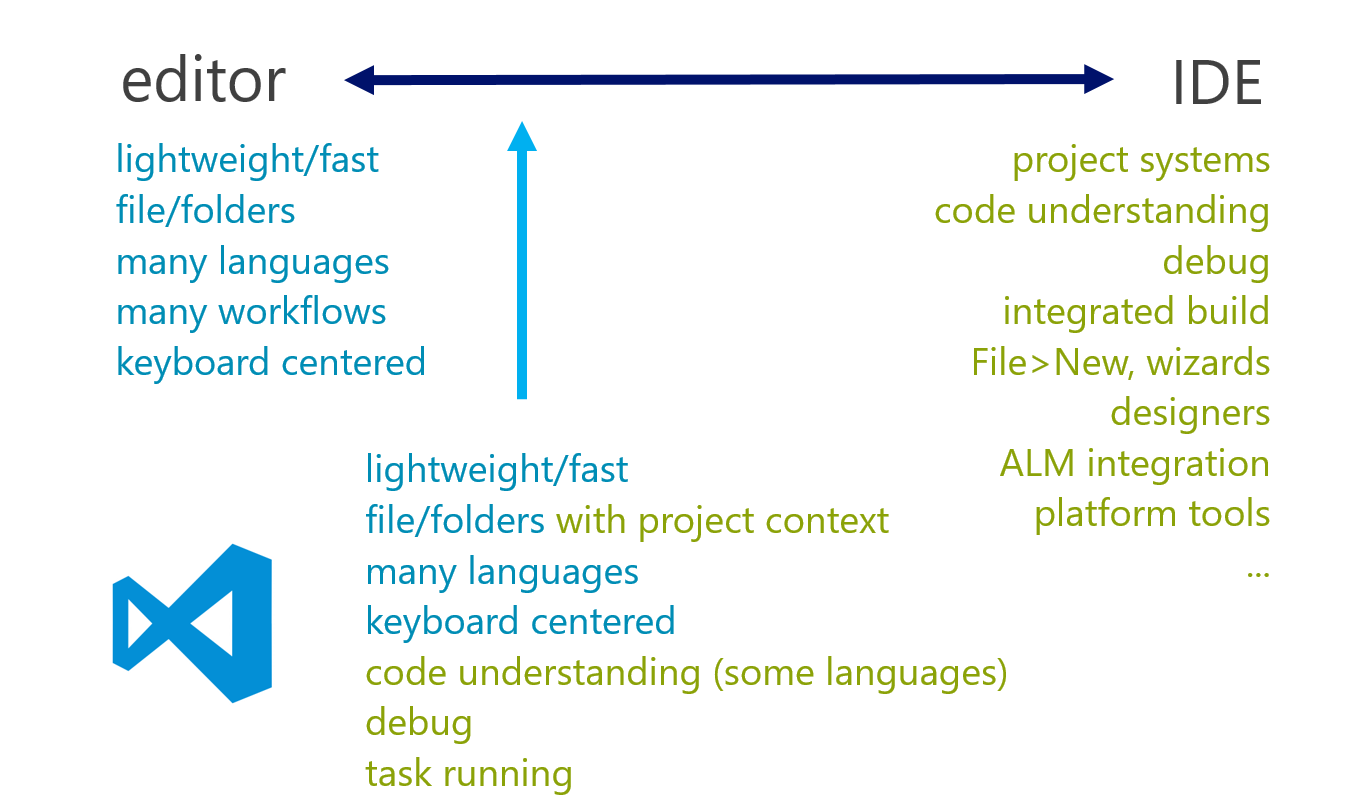 editor
IDE
lightweight/fast
file/folders
many languages
many workflows
keyboard centered
project systems
code understanding
debug
integrated build
File>New, wizards
designers
ALM integration
platform tools
...
lightweight/fast
file/folders with project context
many languages
keyboard centered
code understanding (some languages)
debug
task running